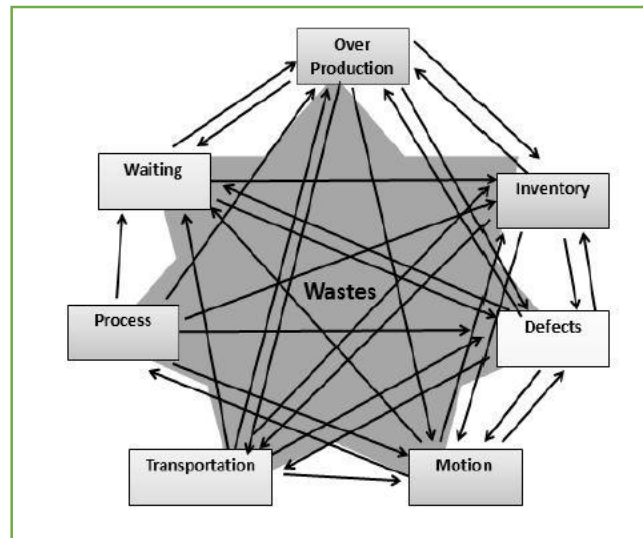 Over
Production
Waiting
Inventory
Wastes
Process
Defects
Transportation
Motion